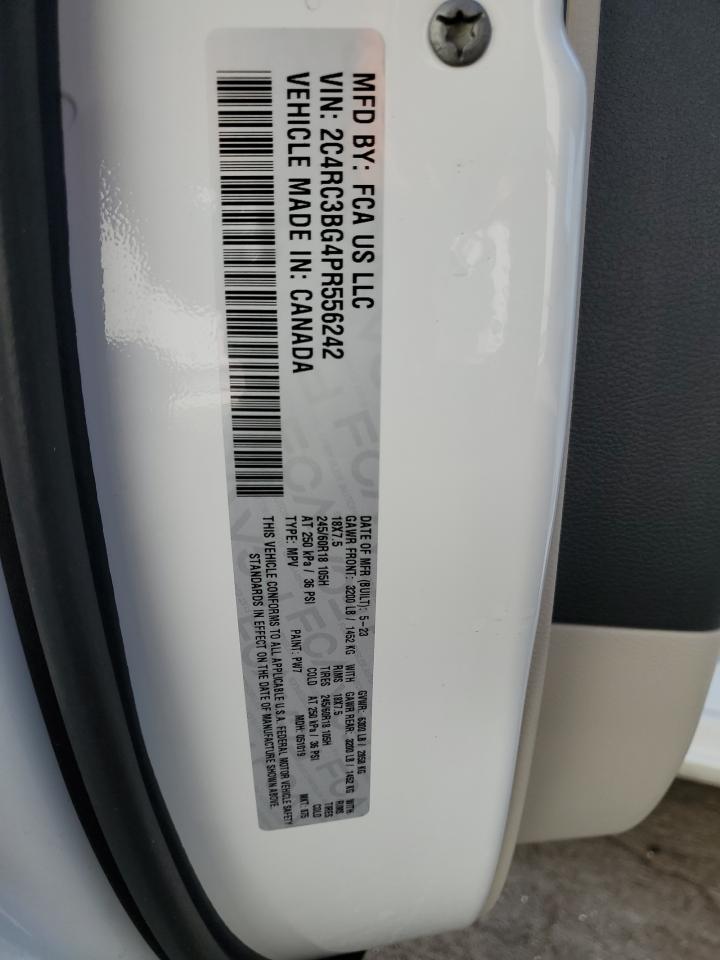 MFD BY: FCA US LLC
VIN: 2C4RC3BG4PR556242
VEHICLE MADE IN: CANADA
DATE OF MFR (BUILT): 5-23 GVWR: 6300 LB / 2858 KG
GAWR FRONT: 3200 LB / 1452 KG WITH GAWR REAR: 3200 LB / 1452 KG WITH
18X7.5 RIMS 18X7.5 RIMS
245/60R18 105H TIRES 245/60R18 105H TIRES
AT 250 kPa / 36 PSI COLD AT 250 kPa / 36 PSI COLD
TYPE: MPV PAINT: PW7 MDH: 051019 MKT:
THIS VEHICLE CONFORMS TO ALL APPLICABLE U.S.A. FEDERAL MOTOR VEHICLE SAFETY
STANDARDS IN EFFECT ON THE DATE OF MANUFACTURE SHOWN ABOVE.